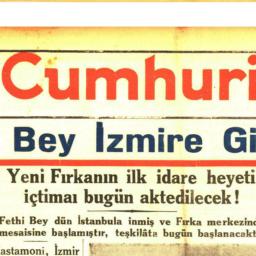 Cumhuri
Bey İzmire Gi
Yeni Fırkanın ilk idare heyeti
içtimaı bugün aktedilecek!
Fethi Bey dün İstanbula inmiş ve Fırka merkezind
mesaisine başlamıştır, teşkilâta bugün başlanacakt
astamoni, İzmir